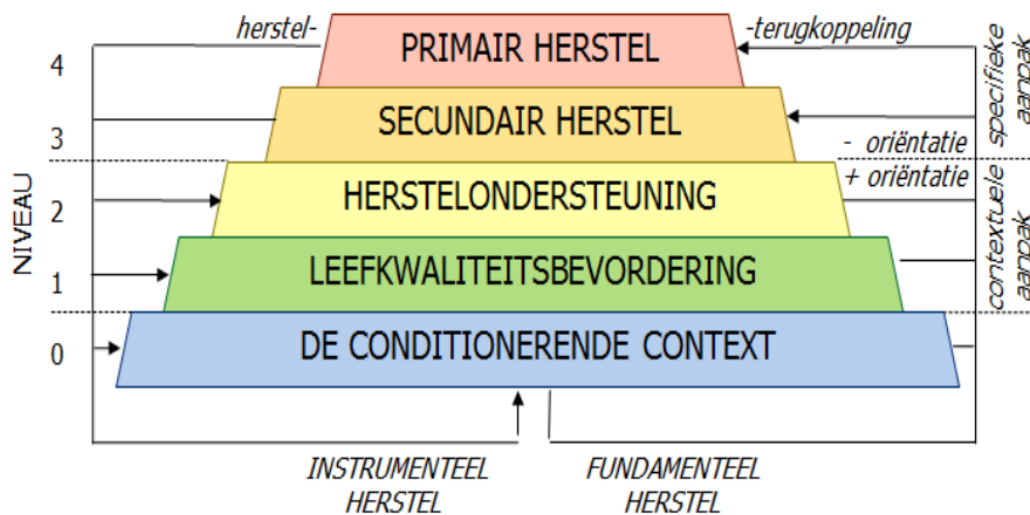 herstel-
-terugkoppeling
4
PRIMAIR HERSTEL
specifieke
aanpak
3
SECUNDAIR HERSTEL
- oriëntatie
+ oriëntatie
NIVEAU
2
HERSTELONDERSTEUNING
contextuele
aanpak
1
LEEFKWALITEITSBEVORDERING
0
DE CONDITIONERENDE CONTEXT
INSTRUMENTEEL
HERSTEL
FUNDAMENTEEL
HERSTEL